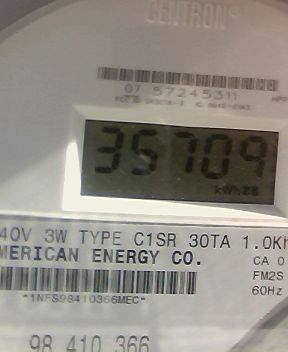 CENTRON®
07 57245311
35709
kWh
40V 3W TYPE C1SR 30TA 1.0Kh
MERICAN ENERGY CO.
CA 0
FM2S
60Hz
*1NFS98410366MEC*
98 410 366